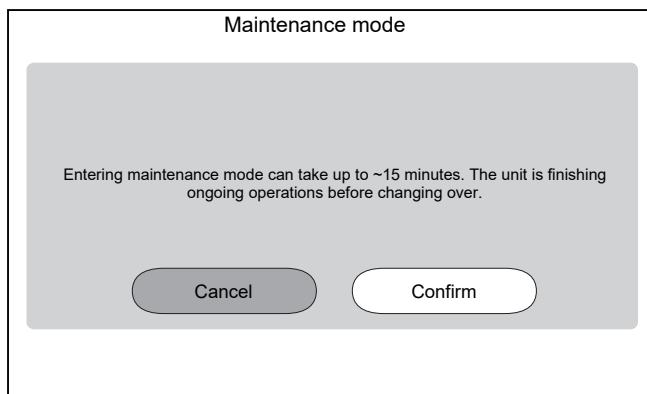 Maintenance mode
Entering maintenance mode can take up to ~15 minutes. The unit is finishing
ongoing operations before changing over.
Cancel
Confirm